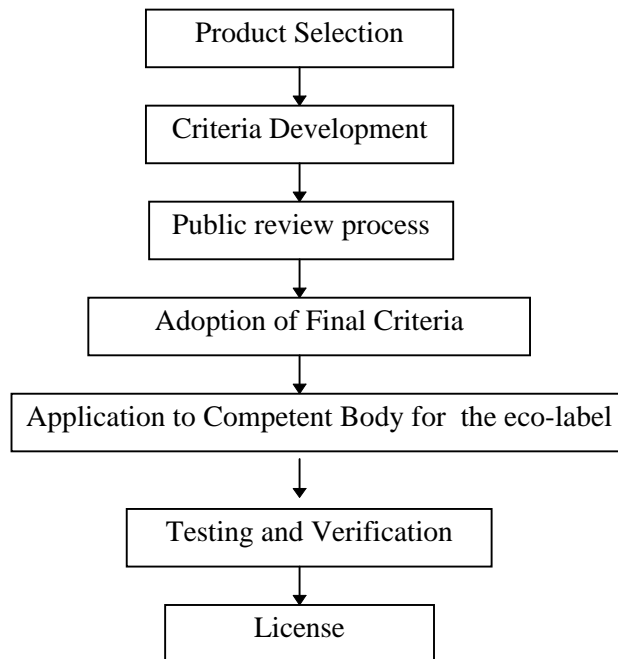 Product Selection
Criteria Development
Public review process
Adoption of Final Criteria
Application to Competent Body for the eco-label
Testing and Verification
License